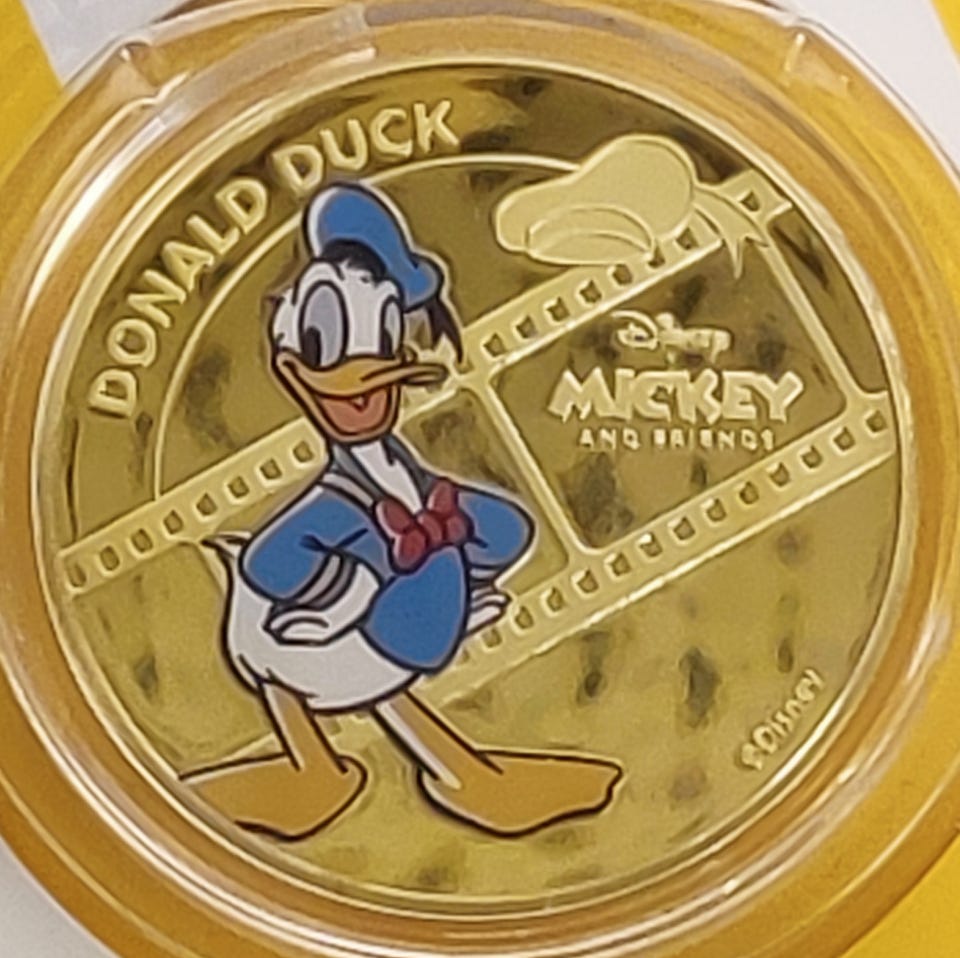 DONALD DUCK
Disney
MICKEY
AND FRIENDS
©Disney